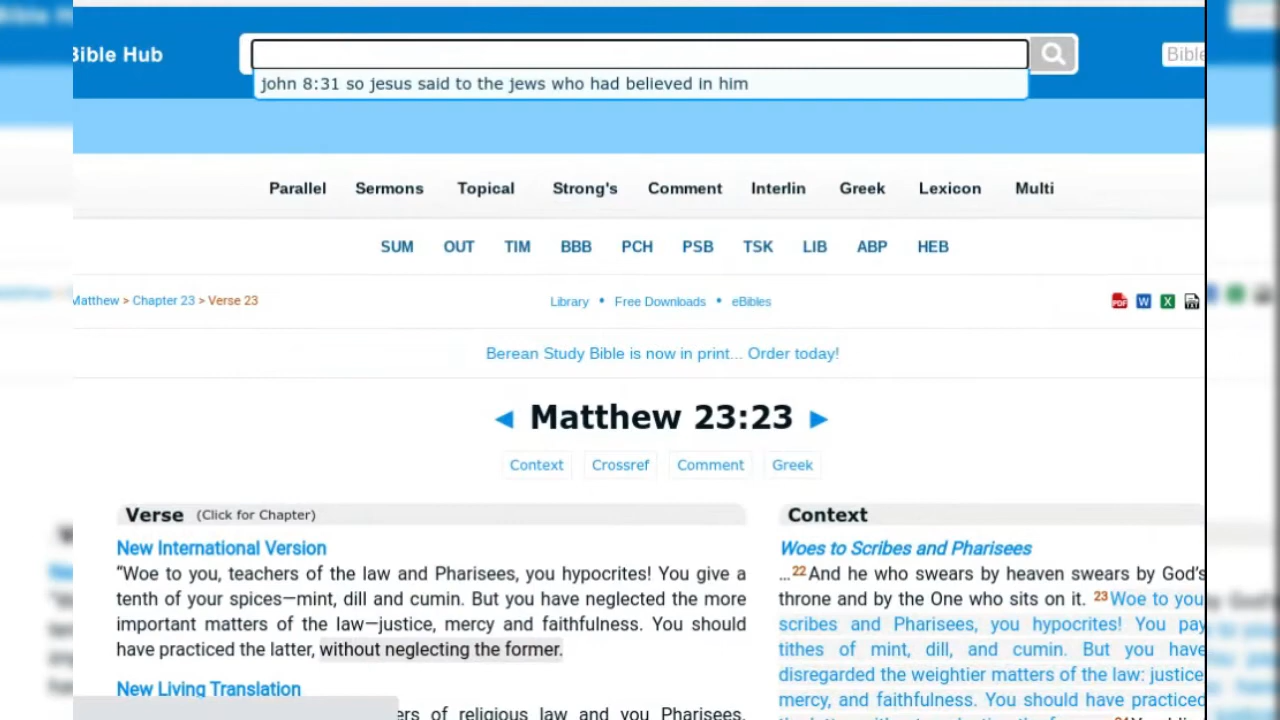 Bible Hub
Bible
john 8:31 so jesus said to the jews who had believed in him
Parallel Sermons Topical Strong's Comment Interlin Greek Lexicon Multi
SUM OUT TIM BBB PCH PSB TSK LIB ABP HEB
Matthew > Chapter 23 > Verse 23
Library • Free Downloads • eBibles
Berean Study Bible is now in print... Order today!
◄ Matthew 23:23 ►
Context Crossref Comment Greek
Verse (Click for Chapter)
New International Version
“Woe to you, teachers of the law and Pharisees, you hypocrites! You give a
tenth of your spices—mint, dill and cumin. But you have neglected the more
important matters of the law—justice, mercy and faithfulness. You should
have practiced the latter, without neglecting the former.
New Living Translation
ers of religious law and you Pharisees.
Context
Woes to Scribes and Pharisees
…22And he who swears by heaven swears by God’s
throne and by the One who sits on it. 23Woe to you
scribes and Pharisees, you hypocrites! You pay
tithes of mint, dill, and cumin. But you have
disregarded the weightier matters of the law: justice
mercy, and faithfulness. You should have practiced